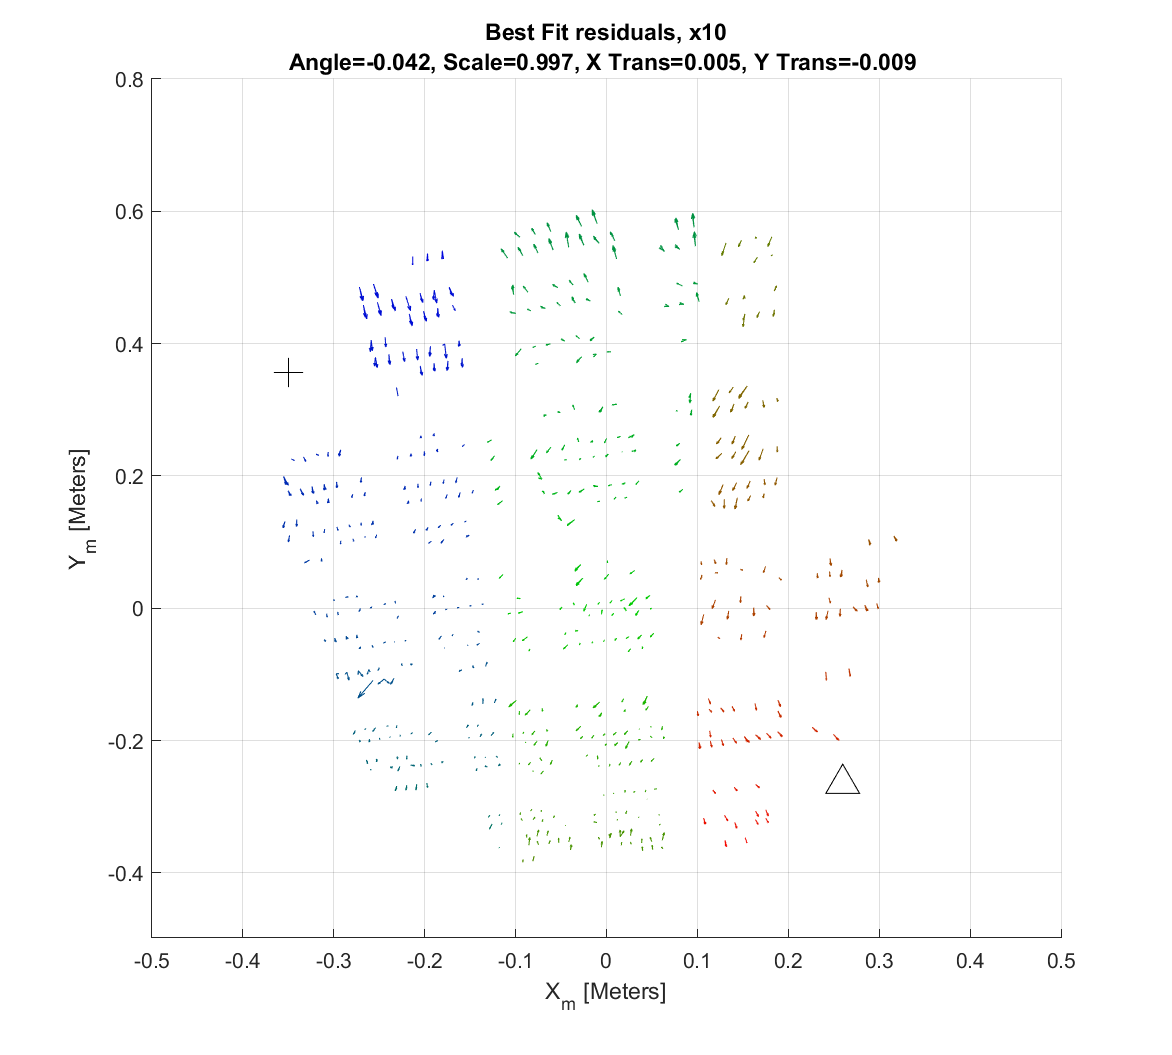 Best Fit residuals, x10
Angle=-0.042, Scale=0.997, X Trans=0.005, Y Trans=-0.009
0.8
0.6
0.4
0.2
0
-0.2
-0.4
Y_m [Meters]
-0.5 -0.4 -0.3 -0.2 -0.1 0 0.1 0.2 0.3 0.4 0.5
X_m [Meters]